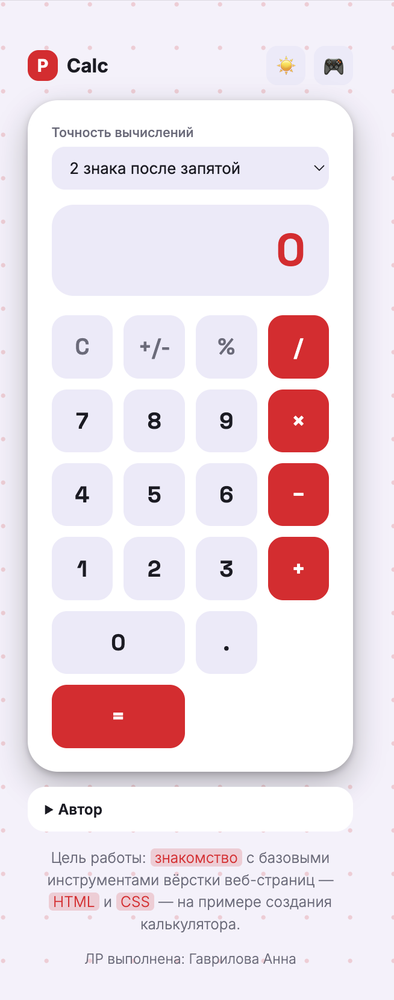 P Calc
Точность вычислений
2 знака после запятой
0
C +/- % /
7 8 9 ×
4 5 6 −
1 2 3 +
0 .
=
Автор
Цель работы: знакомство с базовыми
инструментами вёрстки веб-страниц —
HTML и CSS — на примере создания
калькулятора.
ЛР выполнена: Гаврилова Анна